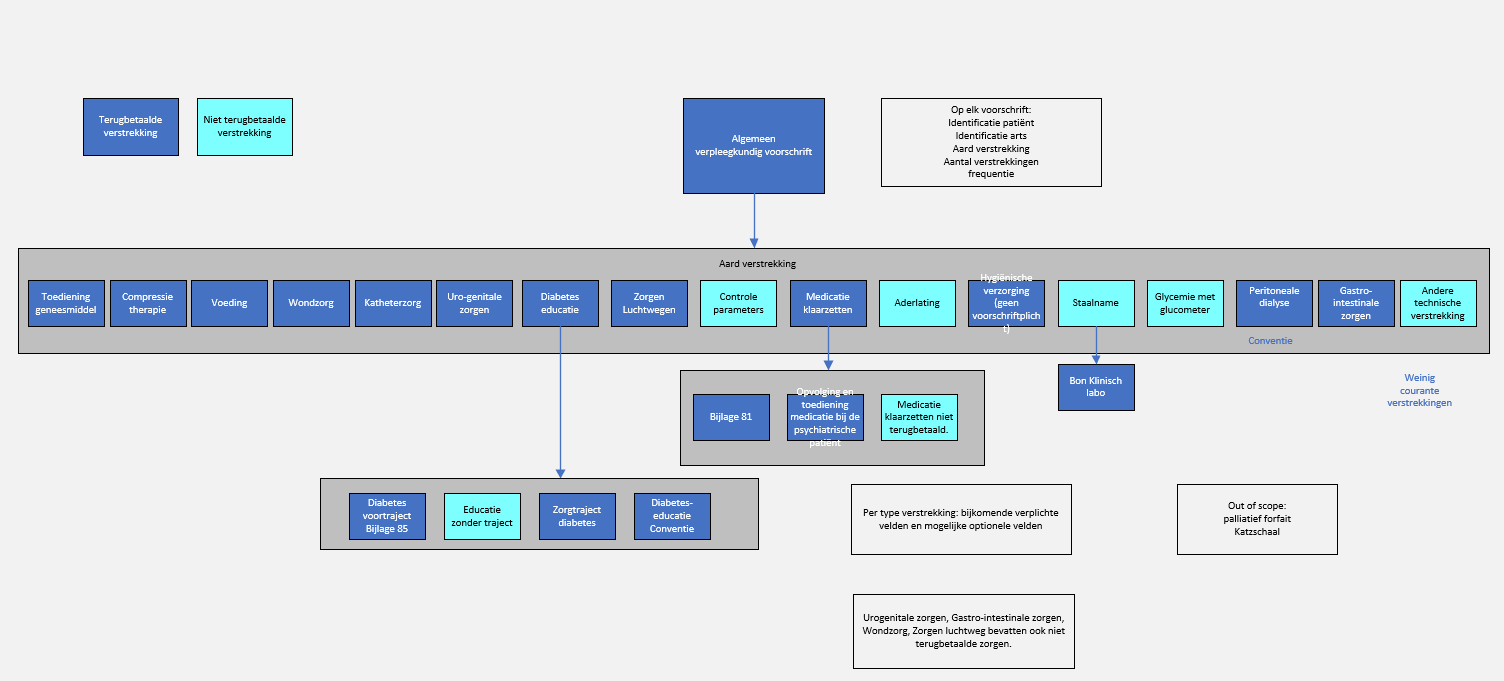 Terugbetaalde
verstrekking
Niet terugbetaalde
verstrekking
Algemeen
verpleegkundig voorschrift
Op elk voorschrift:
Identificatie patiënt
Identificatie arts
Aard verstrekking
Aantal verstrekkingen
frequentie
Aard verstrekking
Toediening
geneesmiddel
Compressie
therapie
Voeding
Wondzorg
Katheterzorg
Uro-genitale
zorgen
Diabetes
educatie
Zorgen
Luchtwegen
Controle
parameters
Medicatie
klaarzetten
Aderlating
Hygiënische
verzorging
(geen
voorschriftplich
t)
Staalname
Glycemie met
glucometer
Peritoneale
dialyse
Gastro-
intestinale
zorgen
Andere
technische
verstrekking
Conventie
Bon Klinisch
labo
Weinig
courante
verstrekkingen
Bijlage 81
Opvolging en
toediening
medicatie bij de
psychiatrische
patiënt
Medicatie
klaarzetten niet
terugbetaald.
Diabetes
voortraject
Bijlage 85
Educatie
zonder traject
Zorgtraject
diabetes
Diabetes-
educatie
Conventie
Per type verstrekking: bijkomende verplichte
velden en mogelijke optionele velden
Out of scope:
palliatief forfait
Katzschaal
Urogenitale zorgen, Gastro-intestinale zorgen,
Wondzorg, Zorgen luchtweg bevatten ook niet
terugbetaalde zorgen.